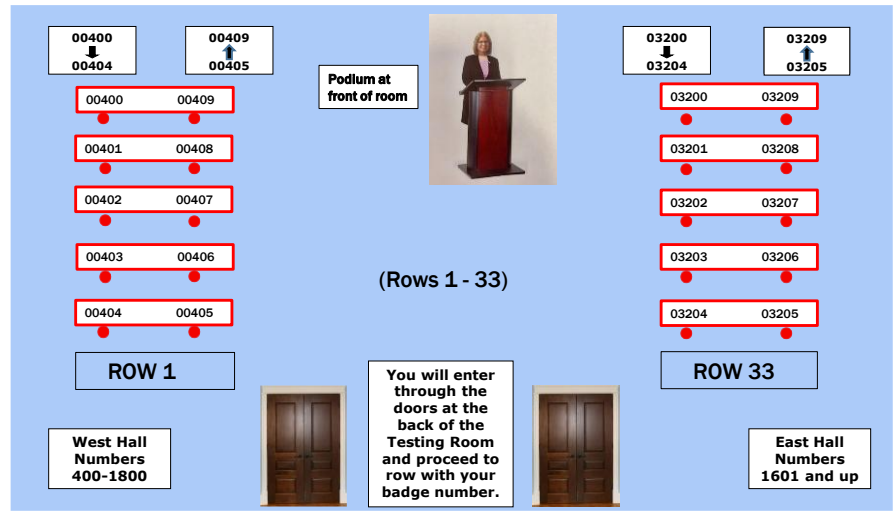 00400
00404
00409
00405
Podium at
front of room
03200
03204
03209
03205
00400 00409
00401 00408
00402 00407
00403 00406
00404 00405
ROW 1
(Rows 1 - 33)
03200 03209
03201 03208
03202 03207
03203 03206
03204 03205
ROW 33
West Hall
Numbers
400-1800
You will enter
through the
doors at the
back of the
Testing Room
and proceed to
row with your
badge number.
East Hall
Numbers
1601 and up